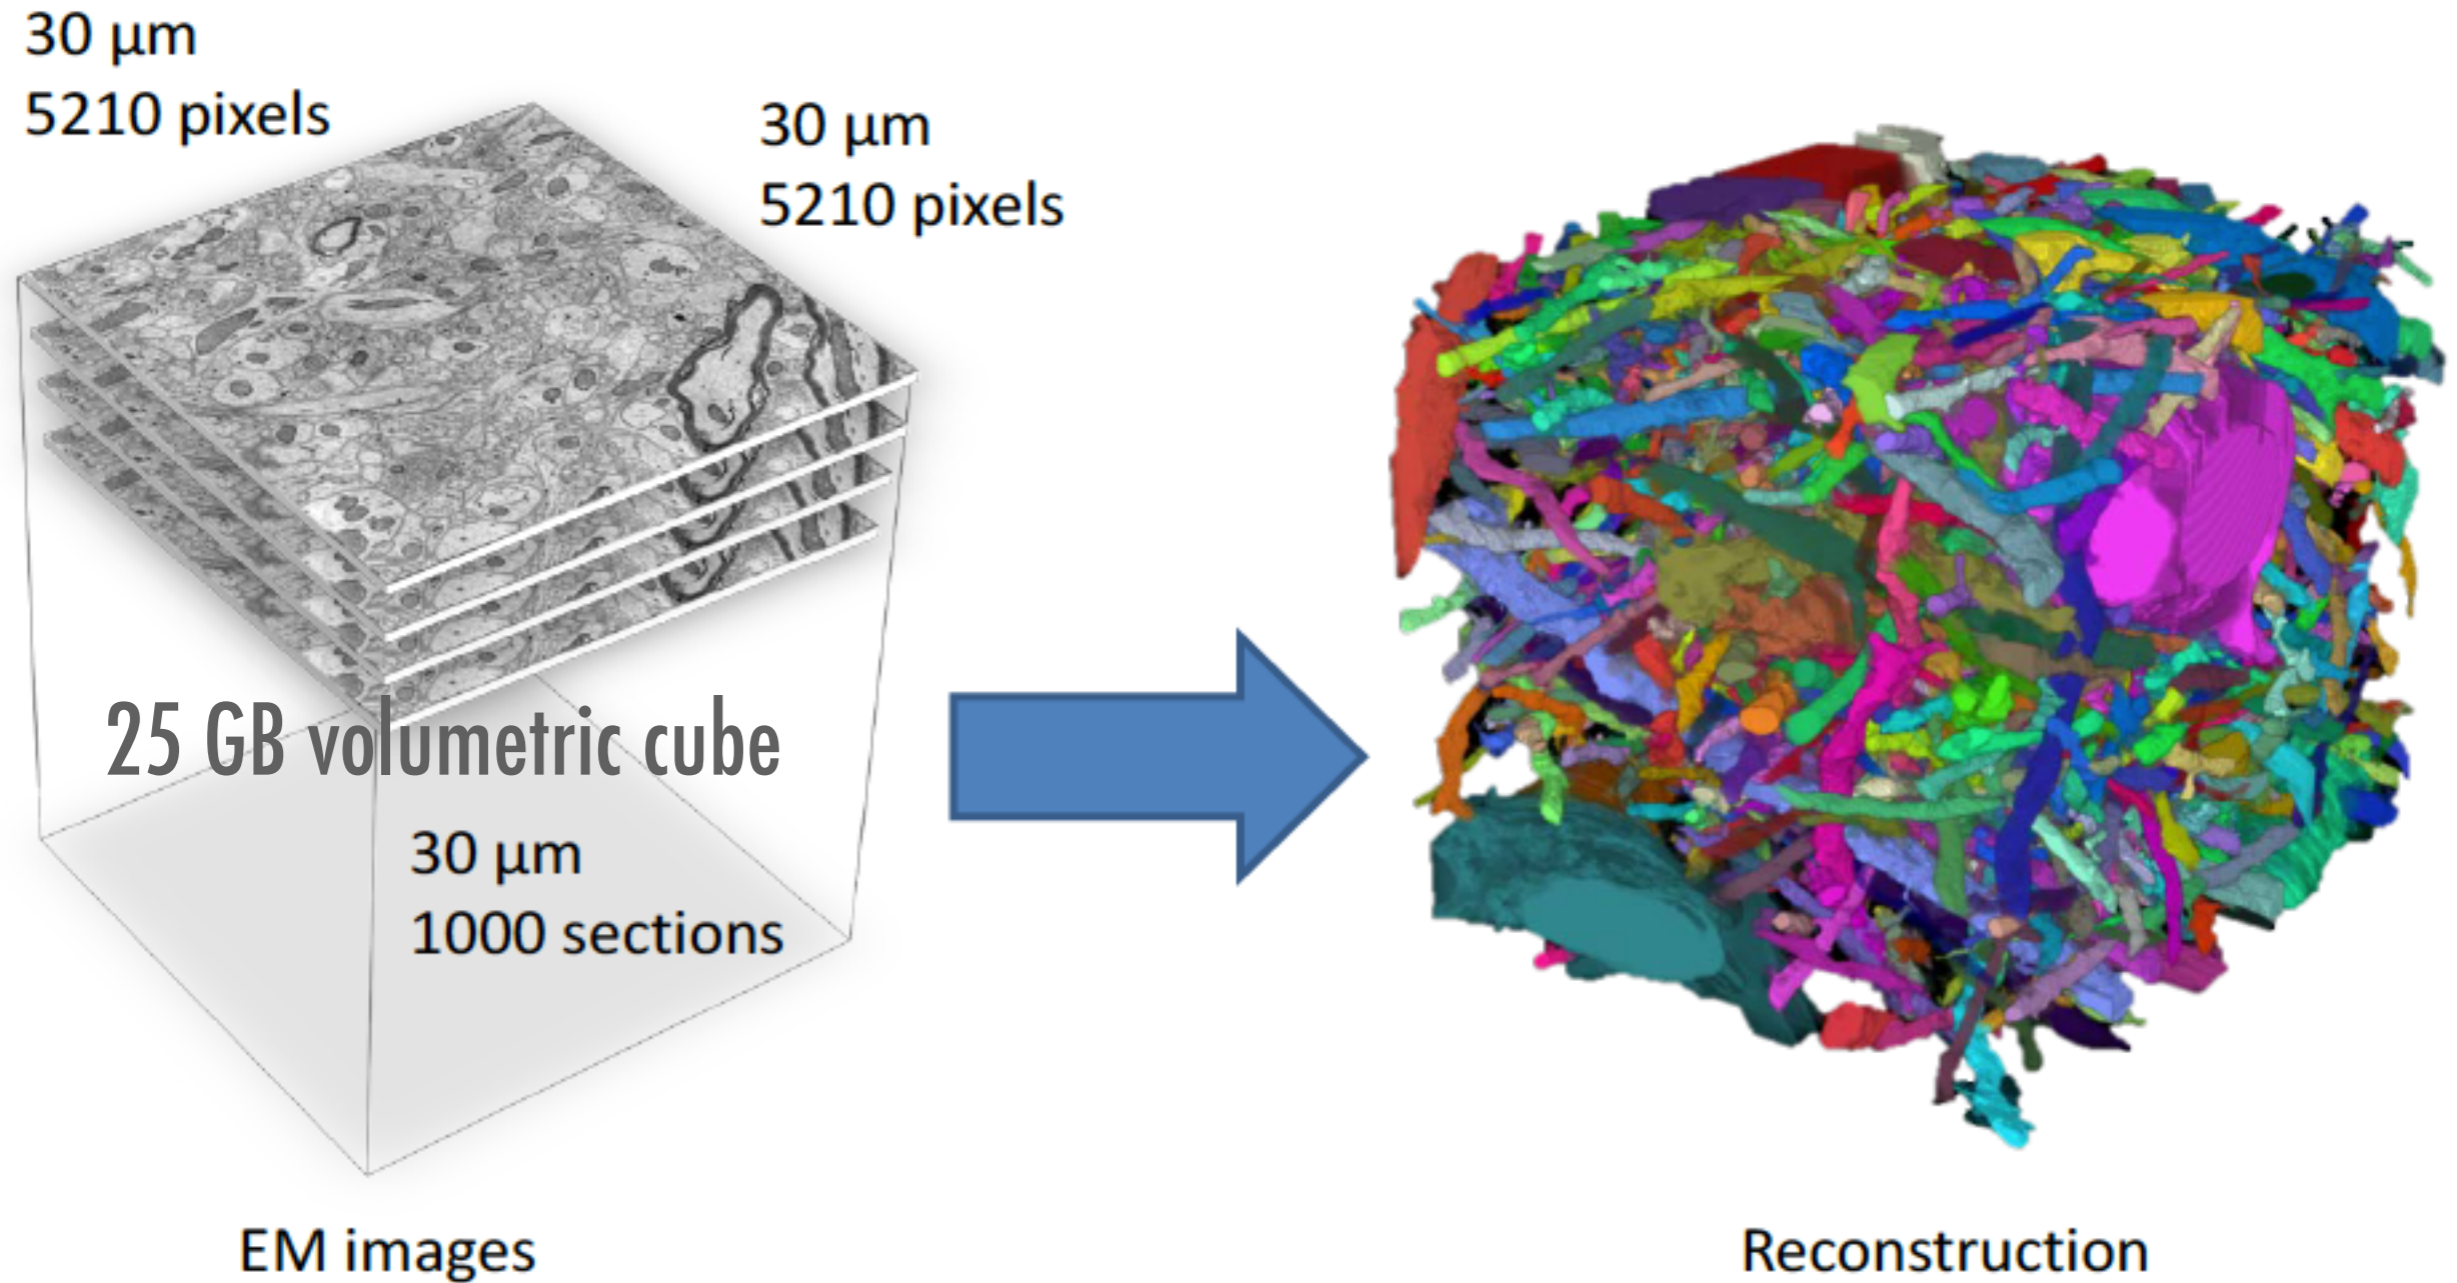 30 µm
5210 pixels
30 µm
5210 pixels
25 GB volumetric cube
30 µm
1000 sections
EM images
Reconstruction